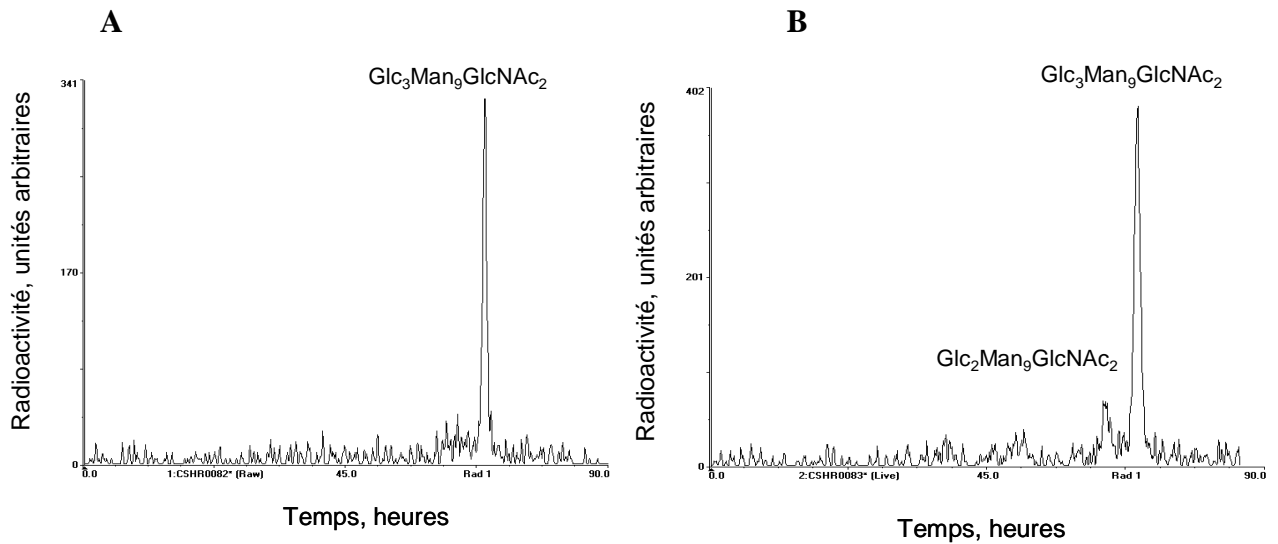 A
Glc₃Man₉GlcNAc₂
341
170
0
Radioactivité, unités arbitraires
0.0
1:CSHR0082* (Raw)
45.0
Rad 1
90.0
Temps, heures
B
Glc₃Man₉GlcNAc₂
Glc₂Man₉GlcNAc₂
402
201
0
Radioactivité, unités arbitraires
0.0
2:CSHR0083* (Live)
45.0
Rad 1
90.0
Temps, heures